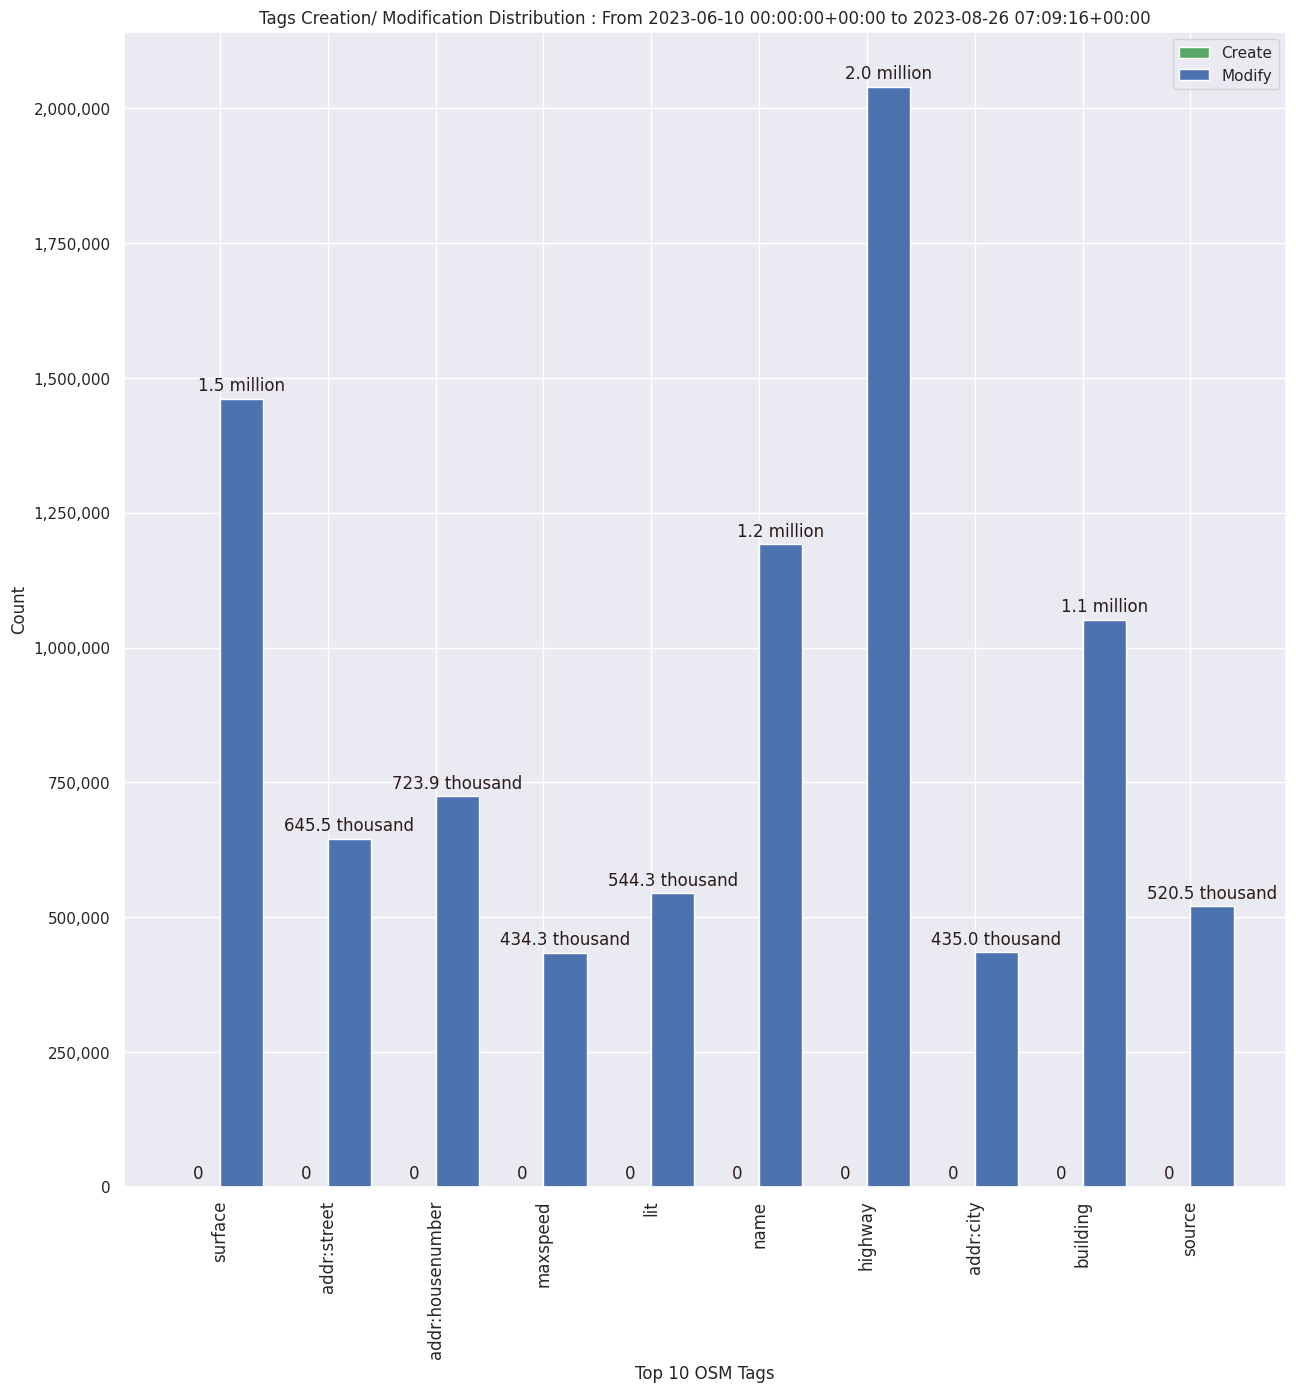 Tags Creation/ Modification Distribution : From 2023-06-10 00:00:00+00:00 to 2023-08-26 07:09:16+00:00
Create
Modify
2.0 million
2,000,000
1,750,000
1,500,000
1.5 million
1,250,000
1.2 million
1.1 million
1,000,000
750,000
723.9 thousand
645.5 thousand
544.3 thousand
520.5 thousand
500,000
434.3 thousand
435.0 thousand
250,000
0 0 0 0 0 0 0 0 0 0
0
Count
surface
addr:street
addr:housenumber
maxspeed
lit
name
highway
addr:city
building
source
Top 10 OSM Tags